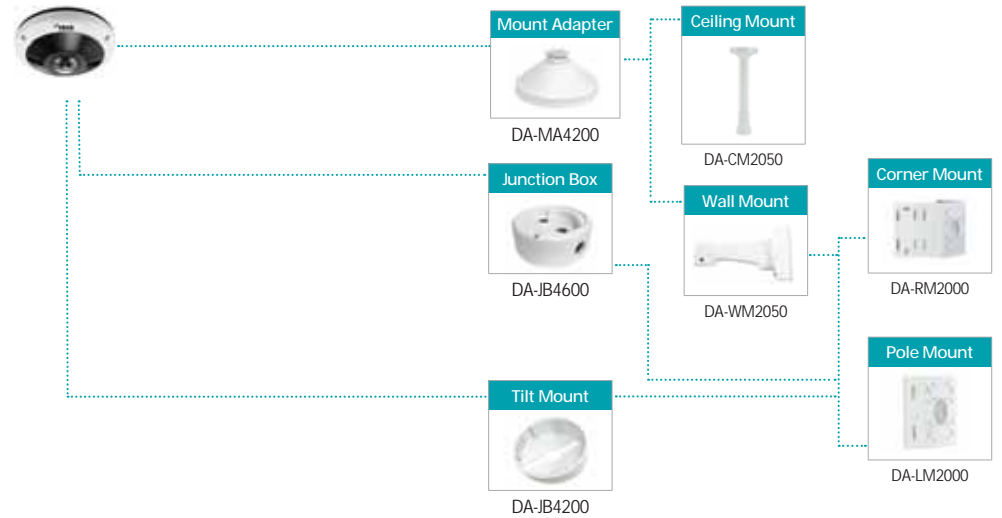 Mount Adapter
DA-MA4200
Ceiling Mount
DA-CM2050
Junction Box
DA-JB4600
Wall Mount
DA-WM2050
Corner Mount
DA-RM2000
Pole Mount
DA-LM2000
Tilt Mount
DA-JB4200